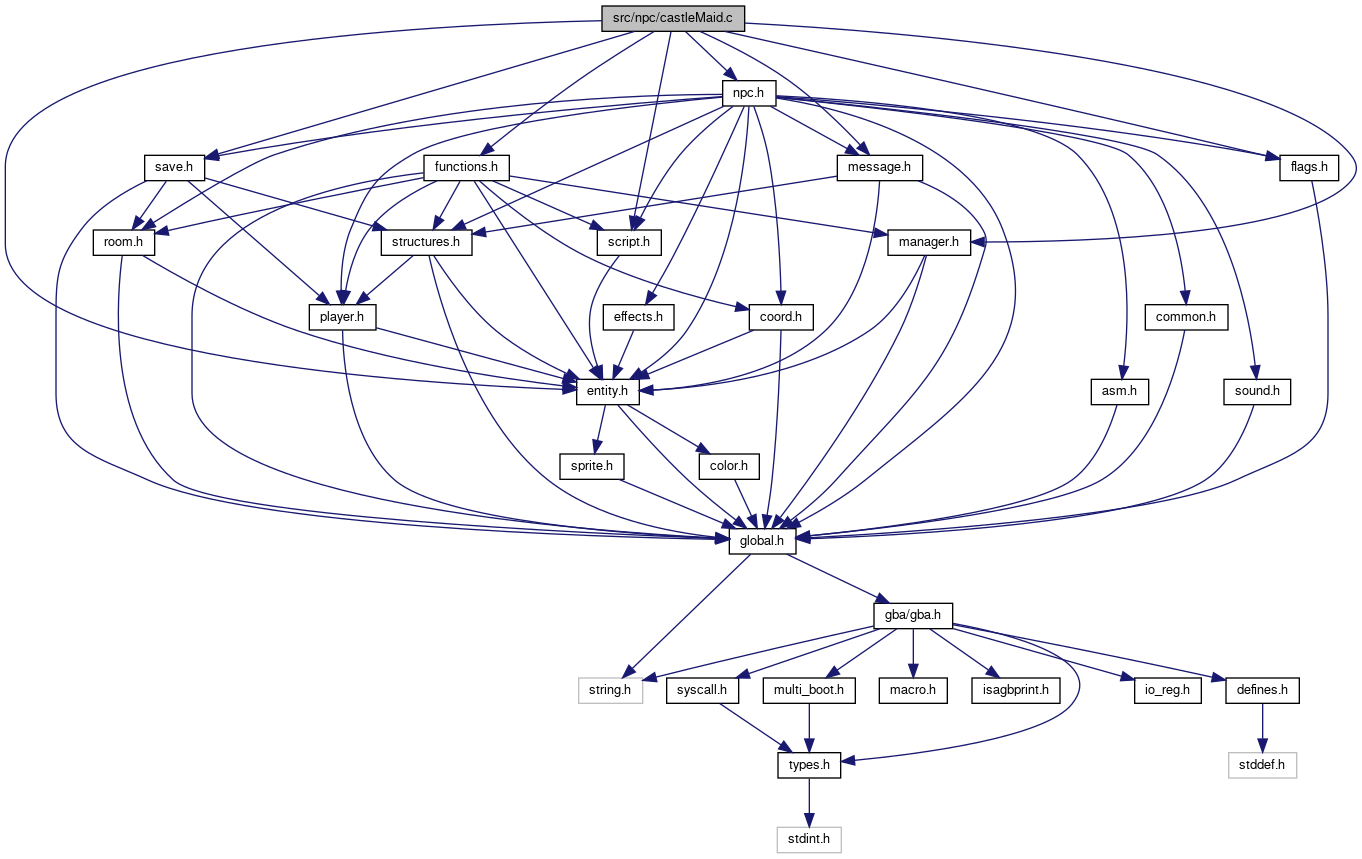 src/npc/castleMaid.c
npc.h
save.h
functions.h
message.h
flags.h
room.h
structures.h
script.h
manager.h
player.h
effects.h
coord.h
common.h
entity.h
asm.h
sound.h
sprite.h
color.h
global.h
gba/gba.h
string.h
syscall.h
multi_boot.h
macro.h
isagbprint.h
io_reg.h
defines.h
types.h
stddef.h
stdint.h